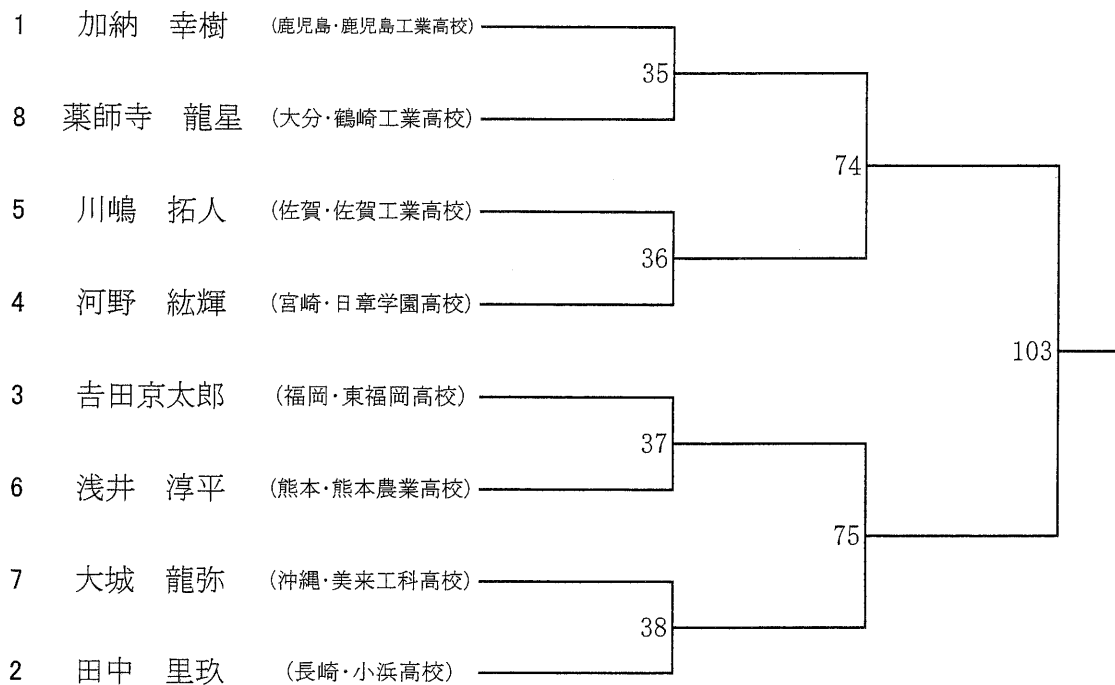 1 加納 幸樹 (鹿児島・鹿児島工業高校)
35
8 薬師寺 龍星 (大分・鶴崎工業高校)
74
5 川嶋 拓人 (佐賀・佐賀工業高校)
36
4 河野 紘輝 (宮崎・日章学園高校)
103
3 𠮷田京太郎 (福岡・東福岡高校)
37
6 浅井 淳平 (熊本・熊本農業高校)
75
7 大城 龍弥 (沖縄・美来工科高校)
38
2 田中 里玖 (長崎・小浜高校)